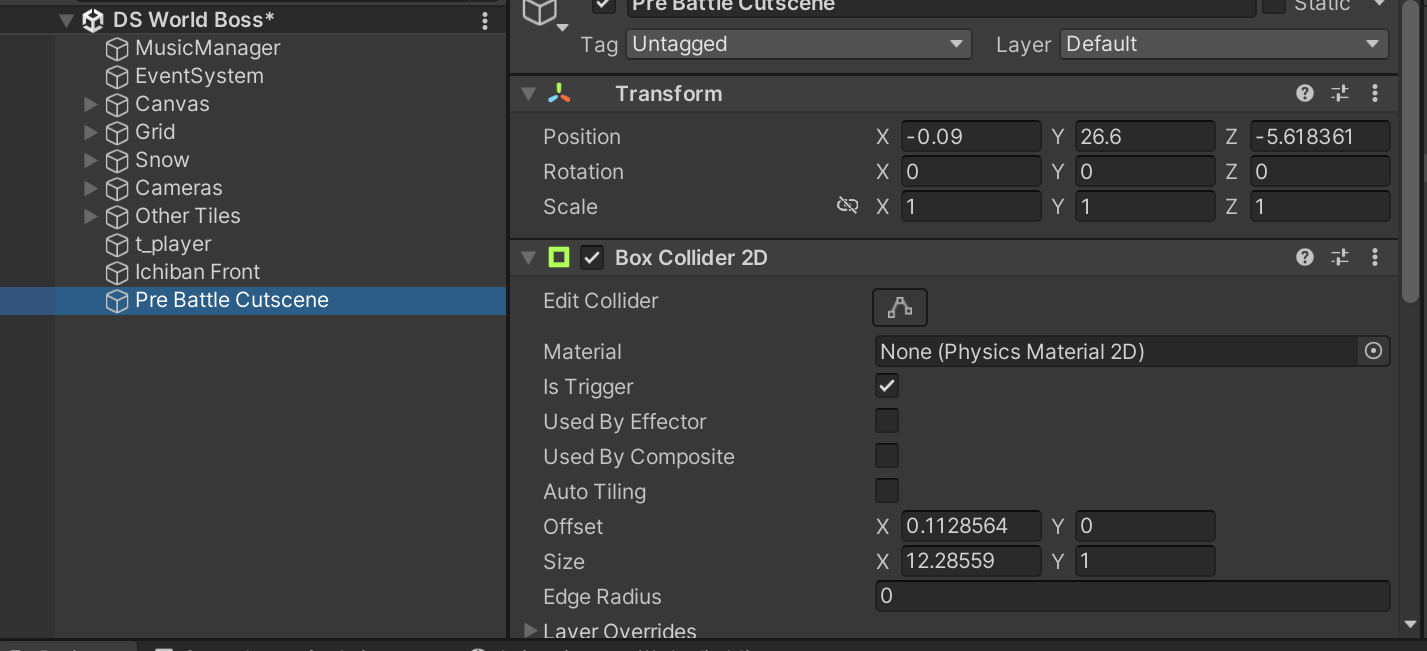 DS World Boss*
MusicManager
EventSystem
Canvas
Grid
Snow
Cameras
Other Tiles
t_player
Ichiban Front
Pre Battle Cutscene
Pre Battle Cutscene
Static
Tag Untagged Layer Default
Transform
Position X -0.09 Y 26.6 Z -5.618361
Rotation X 0 Y 0 Z 0
Scale X 1 Y 1 Z 1
Box Collider 2D
Edit Collider
Material None (Physics Material 2D)
Is Trigger
Used By Effector
Used By Composite
Auto Tiling
Offset X 0.1128564 Y 0
Size X 12.28559 Y 1
Edge Radius 0
Layer Overrides